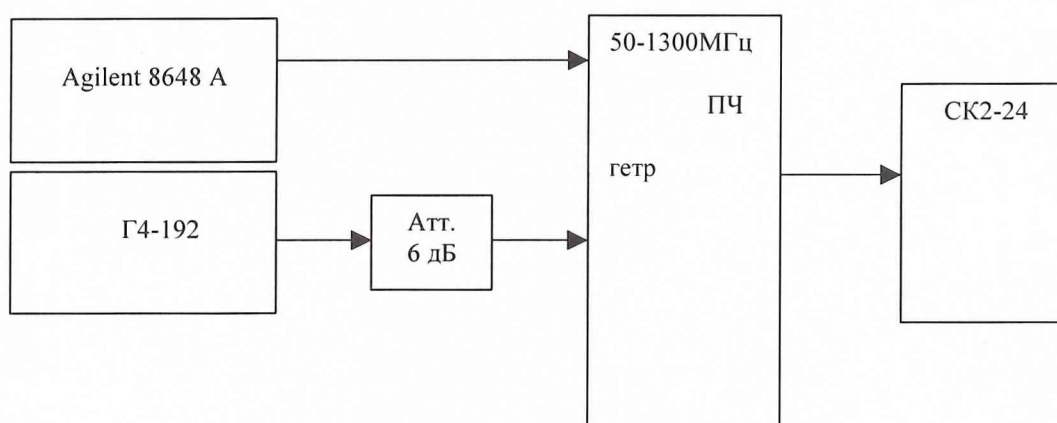 Agilent 8648 А
Г4-192
Атт.
6 дБ
50-1300МГц
ПЧ
гетр
СК2-24